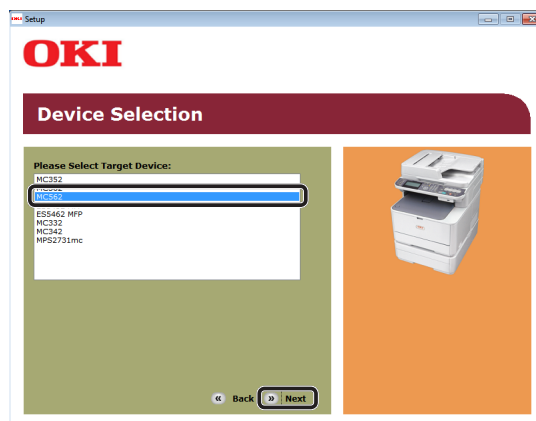 Setup
OKI
Device Selection
Please Select Target Device:
MC352
MC562
ES5462 MFP
MC332
MC342
MPS2731mc
Back
Next